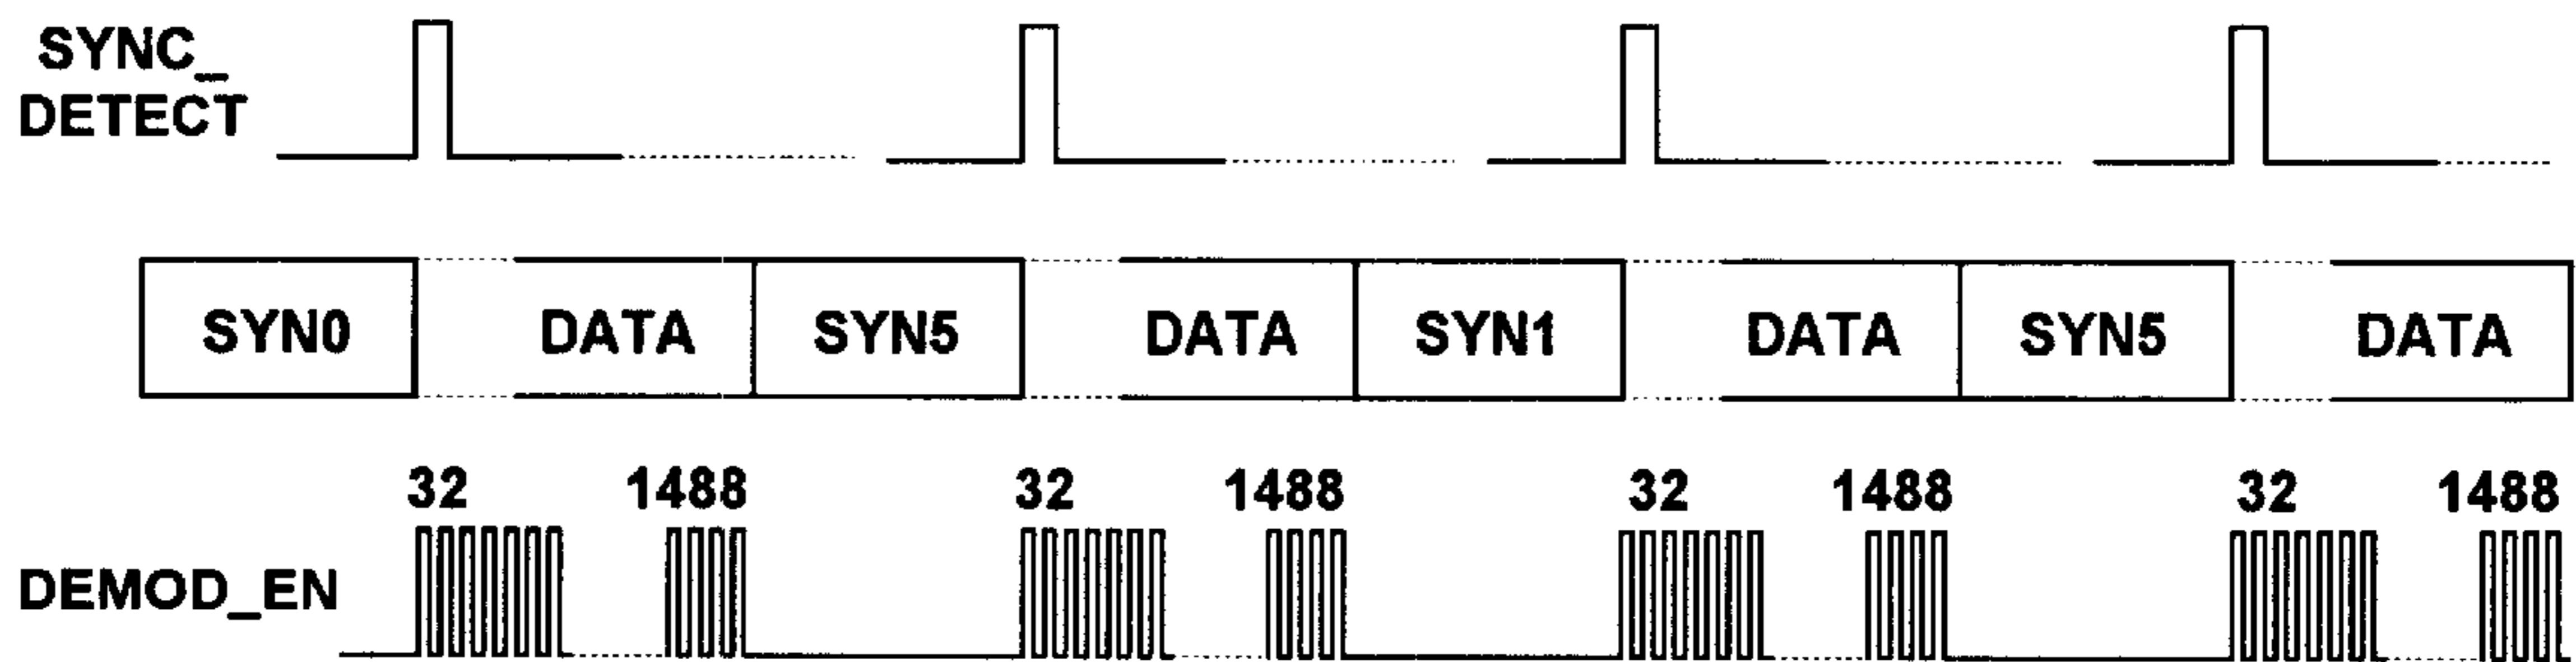 SYNC_
DETECT
SYN0 DATA SYN5 DATA SYN1 DATA SYN5 DATA
32 1488 32 1488 32 1488 32 1488
DEMOD_EN